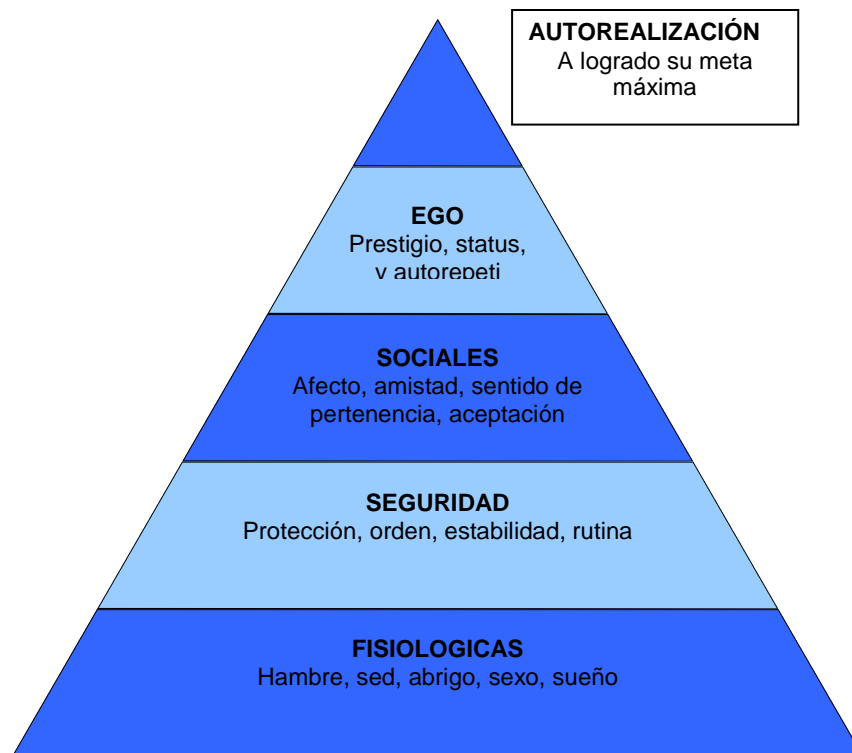 AUTOREALIZACIÓN
A logrado su meta
máxima
EGO
Prestigio, status,
y autorepeti
SOCIALES
Afecto, amistad, sentido de
pertenencia, aceptación
SEGURIDAD
Protección, orden, estabilidad, rutina
FISIOLOGICAS
Hambre, sed, abrigo, sexo, sueño